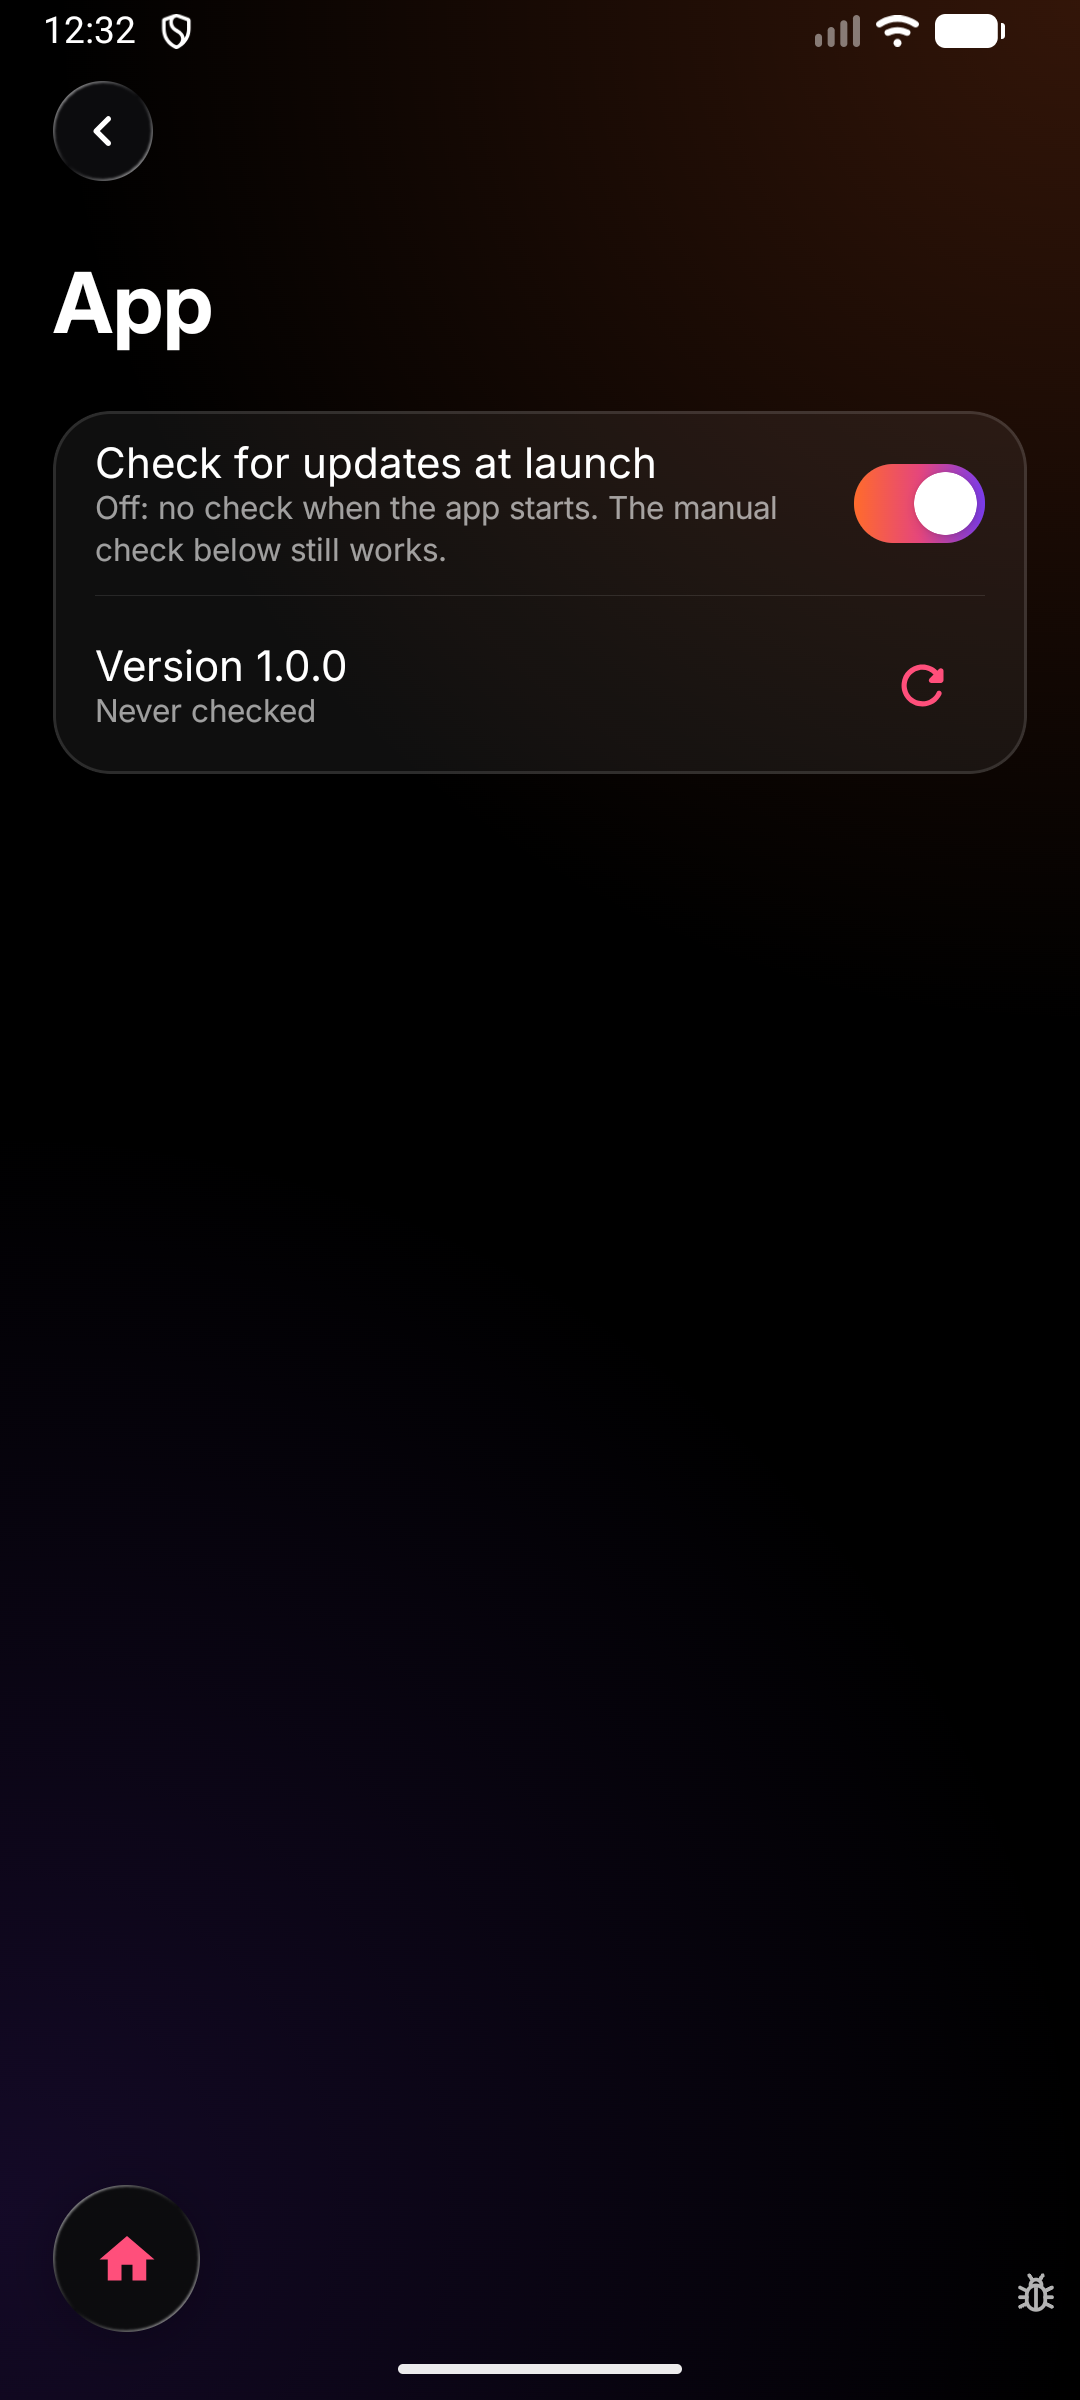 12:32
App
Check for updates at launch
Off: no check when the app starts. The manual
check below still works.
Version 1.0.0
Never checked